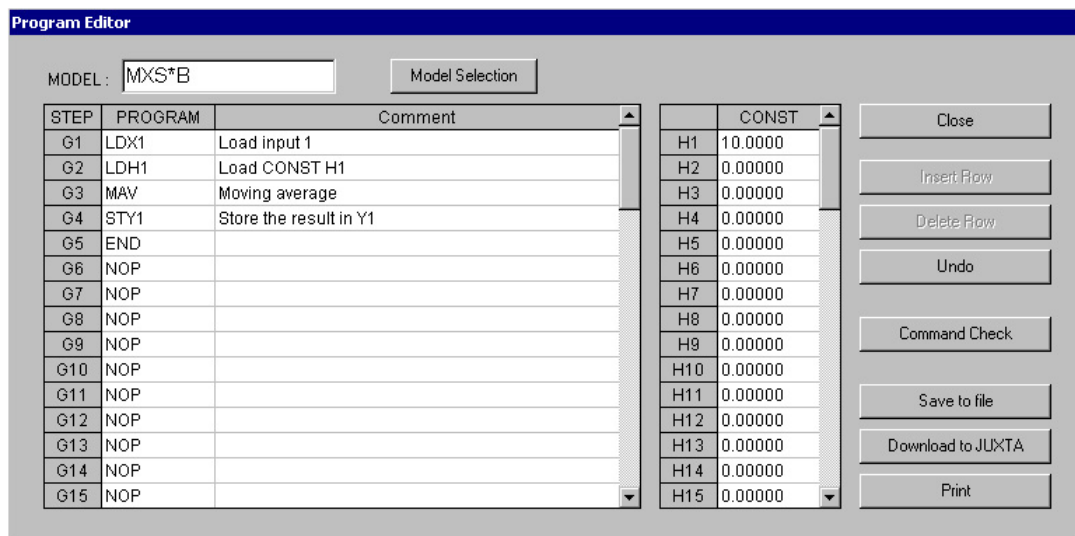 Program Editor
MODEL : MXS*B Model Selection
STEP PROGRAM Comment CONST Close
G1 LDX1 Load input 1 H1 10.0000
G2 LDH1 Load CONST H1 H2 0.00000 Insert Row
G3 MAV Moving average H3 0.00000
G4 STY1 Store the result in Y1 H4 0.00000 Delete Row
G5 END H5 0.00000
G6 NOP H6 0.00000 Undo
G7 NOP H7 0.00000
G8 NOP H8 0.00000
G9 NOP H9 0.00000 Command Check
G10 NOP H10 0.00000
G11 NOP H11 0.00000
G12 NOP H12 0.00000 Save to file
G13 NOP H13 0.00000 Download to JUXTA
G14 NOP H14 0.00000
G15 NOP H15 0.00000 Print